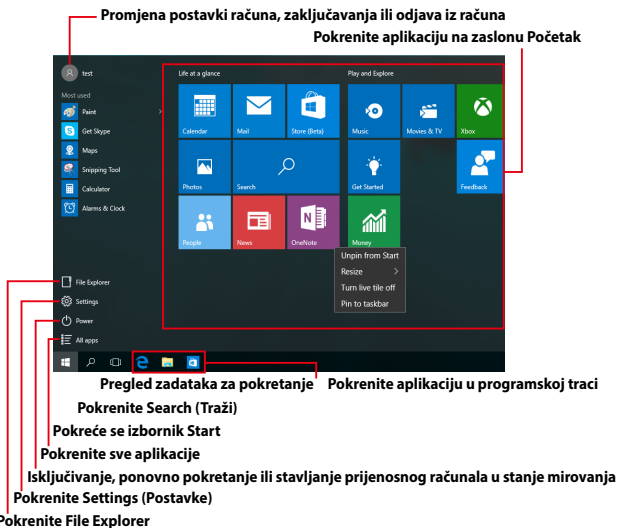 Promjena postavki računa, zaključavanja ili odjava iz računa
Pokrenite aplikaciju na zaslonu Početak
test
Life at a glance
Play and Explore
Most used
Paint
Get Skype
Maps
Snipping Tool
Calculator
Alarms & Clock
Calendar
Mail
Store (Beta)
Music
Movies & TV
Xbox
Photos
Search
Get Started
Feedback
People
News
OneNote
Money
Unpin from Start
Resize
Turn live tile off
Pin to taskbar
File Explorer
Settings
Power
All apps
Pregled zadataka za pokretanje
Pokrenite aplikaciju u programskoj traci
Pokrenite Search (Traži)
Pokreće se izbornik Start
Pokrenite sve aplikacije
Isključivanje, ponovno pokretanje ili stavljanje prijenosnog računala u stanje mirovanja
Pokrenite Settings (Postavke)
Pokrenite File Explorer